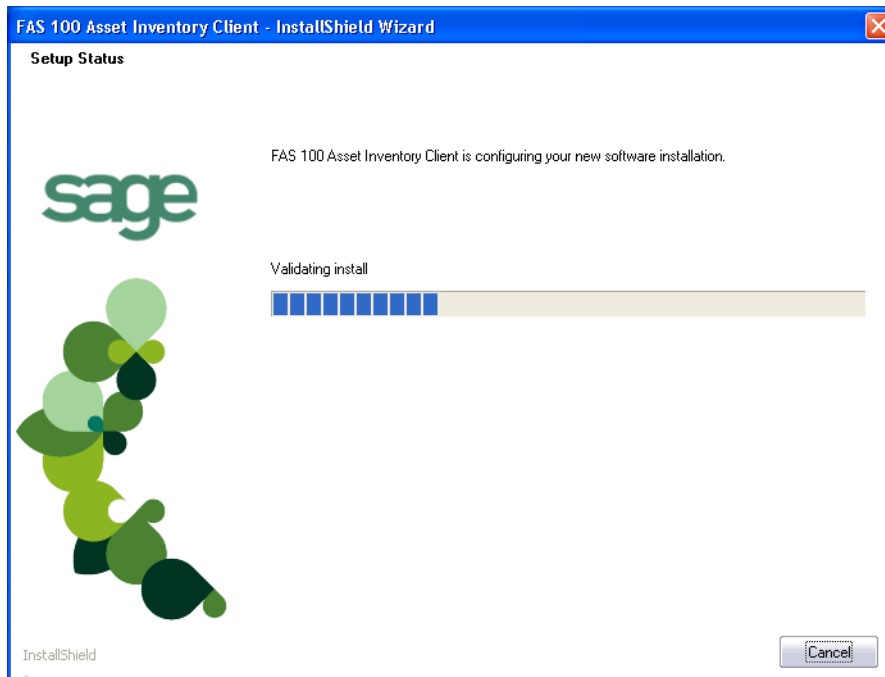 FAS 100 Asset Inventory Client - InstallShield Wizard
Setup Status
FAS 100 Asset Inventory Client is configuring your new software installation.
sage
Validating install
InstallShield
Cancel